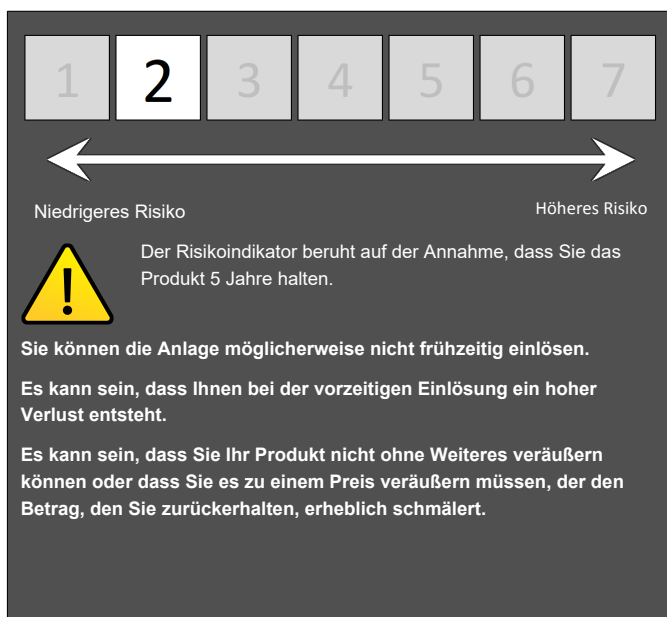 1 2 3 4 5 6 7
Niedrigeres Risiko Höheres Risiko
!
Der Risikoindikator beruht auf der Annahme, dass Sie das
Produkt 5 Jahre halten.
Sie können die Anlage möglicherweise nicht frühzeitig einlösen.
Es kann sein, dass Ihnen bei der vorzeitigen Einlösung ein hoher
Verlust entsteht.
Es kann sein, dass Sie Ihr Produkt nicht ohne Weiteres veräußern
können oder dass Sie es zu einem Preis veräußern müssen, der den
Betrag, den Sie zurückerhalten, erheblich schmälert.